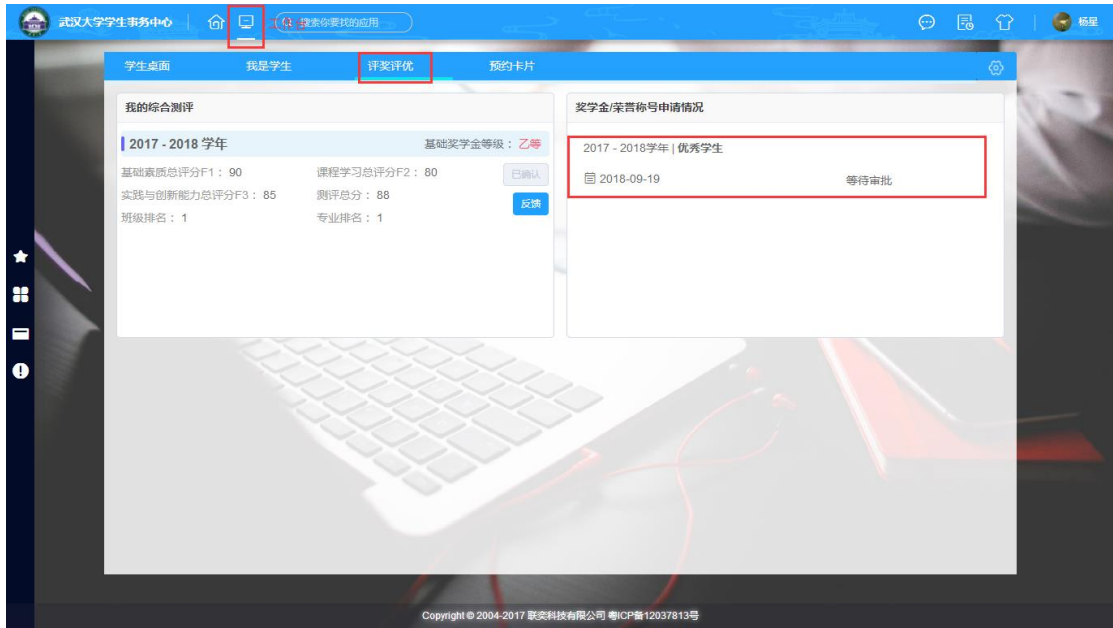 武汉大学学生事务中心
搜索你要找的应用
杨星
学生桌面 我是学生 评奖评优 预约卡片
我的综合测评
2017 - 2018 学年 基础奖学金等级： 乙等
基础素质总评分F1： 90 课程学习总评分F2： 80 已确认
实践与创新能力总评分F3： 85 测评总分： 88 反馈
班级排名： 1 专业排名： 1
奖学金/荣誉称号申请情况
2017 - 2018学年 | 优秀学生
2018-09-19 等待审批
Copyright © 2004-2017 联奕科技有限公司 粤ICP备12037813号